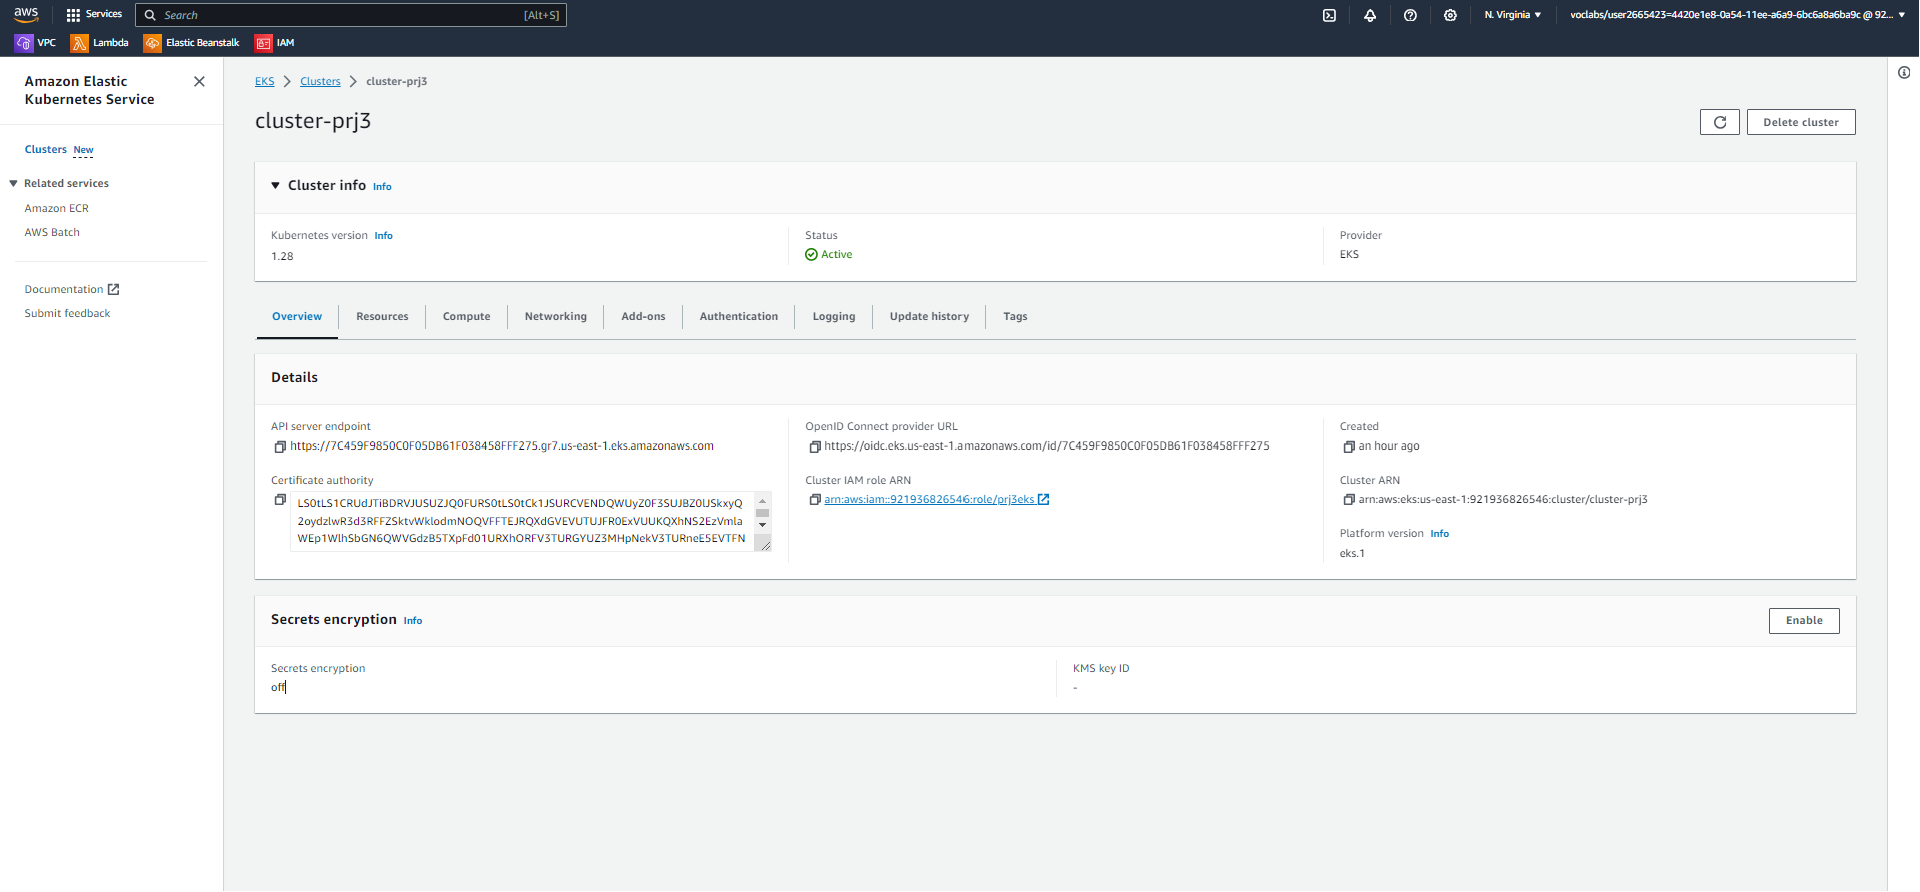 aws Services Search [Alt+S] N. Virginia voclabs/user2665423=4420e1e8-0a54-11ee-a6a9-6bc6a8a6ba9c @ 92...
VPC Lambda Elastic Beanstalk IAM
Amazon Elastic
Kubernetes Service
Clusters New
Related services
Amazon ECR
AWS Batch
Documentation
Submit feedback
EKS Clusters cluster-prj3
cluster-prj3
Delete cluster
Cluster info Info
Kubernetes version Info
1.28
Status
Active
Provider
EKS
Overview Resources Compute Networking Add-ons Authentication Logging Update history Tags
Details
API server endpoint
https://7C459F9850C0F05DB61F038458FFF275.gr7.us-east-1.eks.amazonaws.com
Certificate authority
LS0tLS1CRUdJTiBDRVJUSUZJQ0FURS0tLS0tCk1JSURCVENDQWUyZ0F3SUJBZ0lJSkxyQ
2oydzlwR3d3RFFZSktvWklodmNOQVFFTEJRQXdGVEVUTUJFR0ExVUUKQXhNS2EzVmla
WEp1WlhSbGN6QWVGdzB5TXpFd01URXhORFV3TURGYUZ3MHpNekV3TURneE5EVTFN
OpenID Connect provider URL
https://oidc.eks.us-east-1.amazonaws.com/id/7C459F9850C0F05DB61F038458FFF275
Cluster IAM role ARN
arn:aws:iam::921936826546:role/prj3eks
Created
an hour ago
Cluster ARN
arn:aws:eks:us-east-1:921936826546:cluster/cluster-prj3
Platform version Info
eks.1
Secrets encryption Info
Enable
Secrets encryption
off
KMS key ID
-